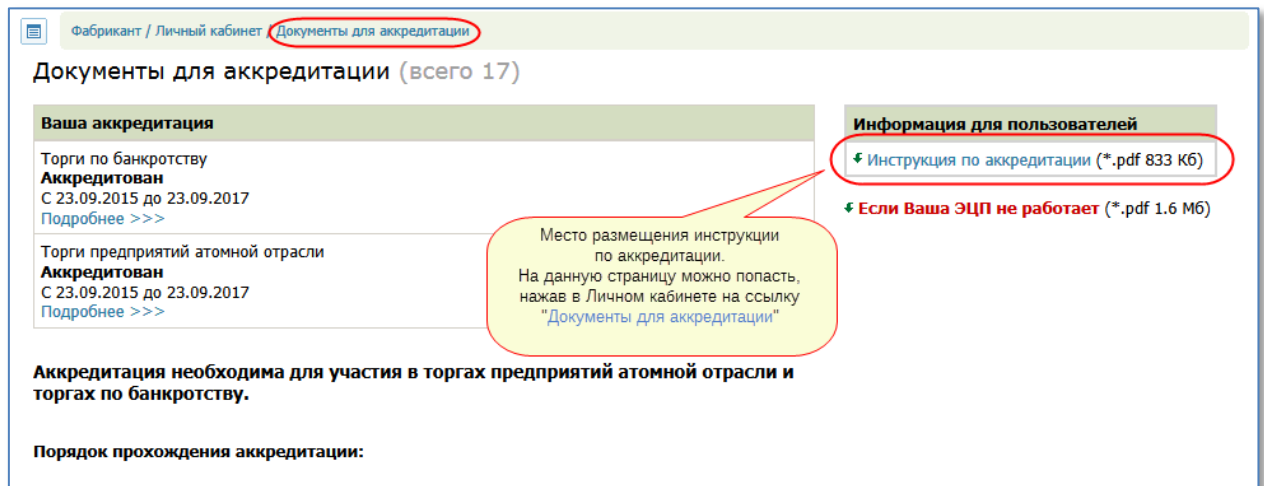 Фабрикант / Личный кабинет / Документы для аккредитации
Документы для аккредитации (всего 17)
Ваша аккредитация
Торги по банкротству
Аккредитован
С 23.09.2015 до 23.09.2017
Подробнее >>>
Торги предприятий атомной отрасли
Аккредитован
С 23.09.2015 до 23.09.2017
Подробнее >>>
Информация для пользователей
Инструкция по аккредитации (*.pdf 833 Кб)
Если Ваша ЭЦП не работает (*.pdf 1.6 Мб)
Место размещения инструкции
по аккредитации.
На данную страницу можно попасть,
нажав в Личном кабинете на ссылку
"Документы для аккредитации"
Аккредитация необходима для участия в торгах предприятий атомной отрасли и
торгах по банкротству.
Порядок прохождения аккредитации: